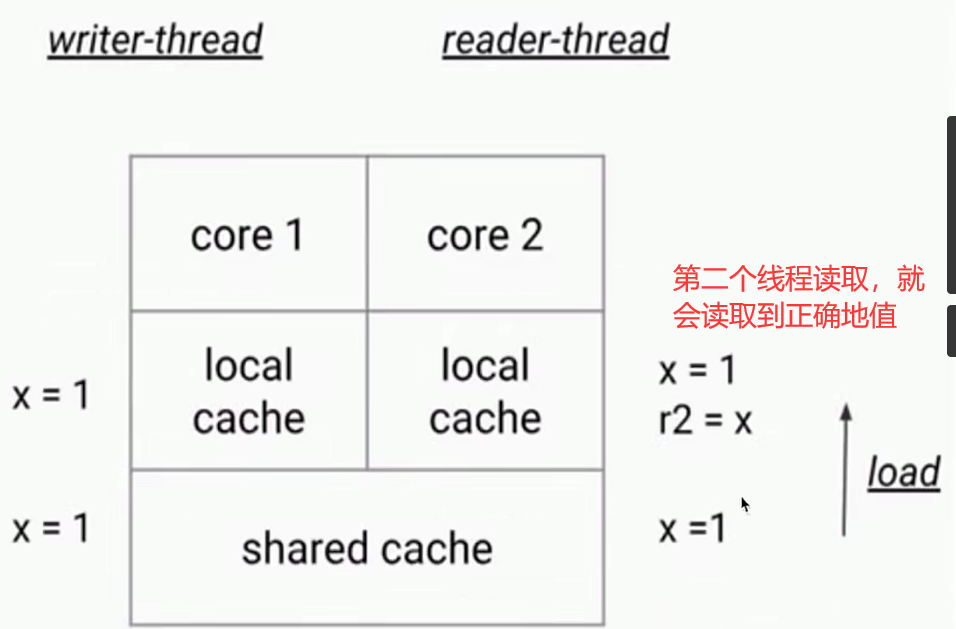 writer-thread
reader-thread
core 1
core 2
第二个线程读取，就
会读取到正确地值
local
cache
local
cache
x = 1
x = 1
r2 = x
load
x = 1
shared cache
x =1